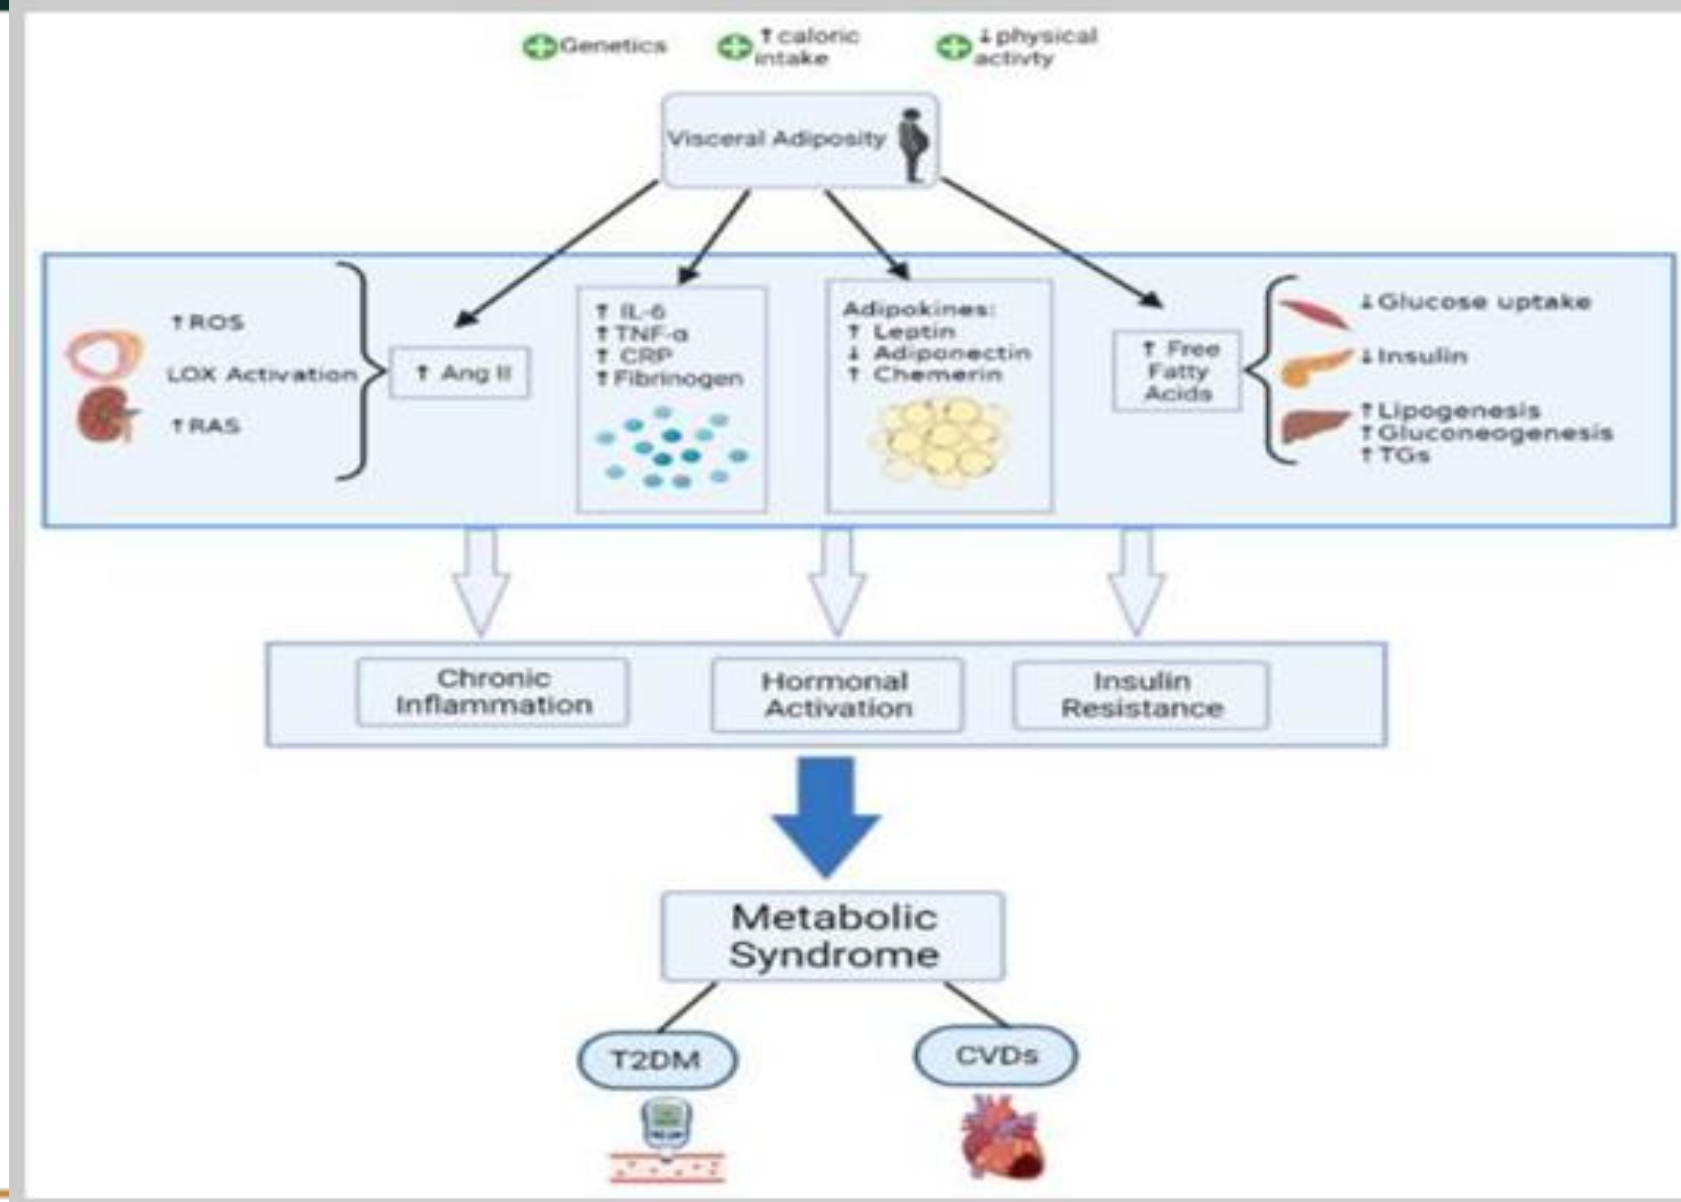 Genetics
↑ caloric
intake
↓ physical
activty
Visceral Adiposity
↑ROS
LOX Activation
↑RAS
↑ Ang II
↑ IL-6
↑TNF-α
↑ CRP
↑Fibrinogen
Adipokines:
↑ Leptin
↓ Adiponectin
↑ Chemerin
↑ Free
Fatty
Acids
↓Glucose uptake
↓Insulin
↑Lipogenesis
↑Gluconeogenesis
↑TGs
Chronic
Inflammation
Hormonal
Activation
Insulin
Resistance
Metabolic
Syndrome
T2DM
CVDs